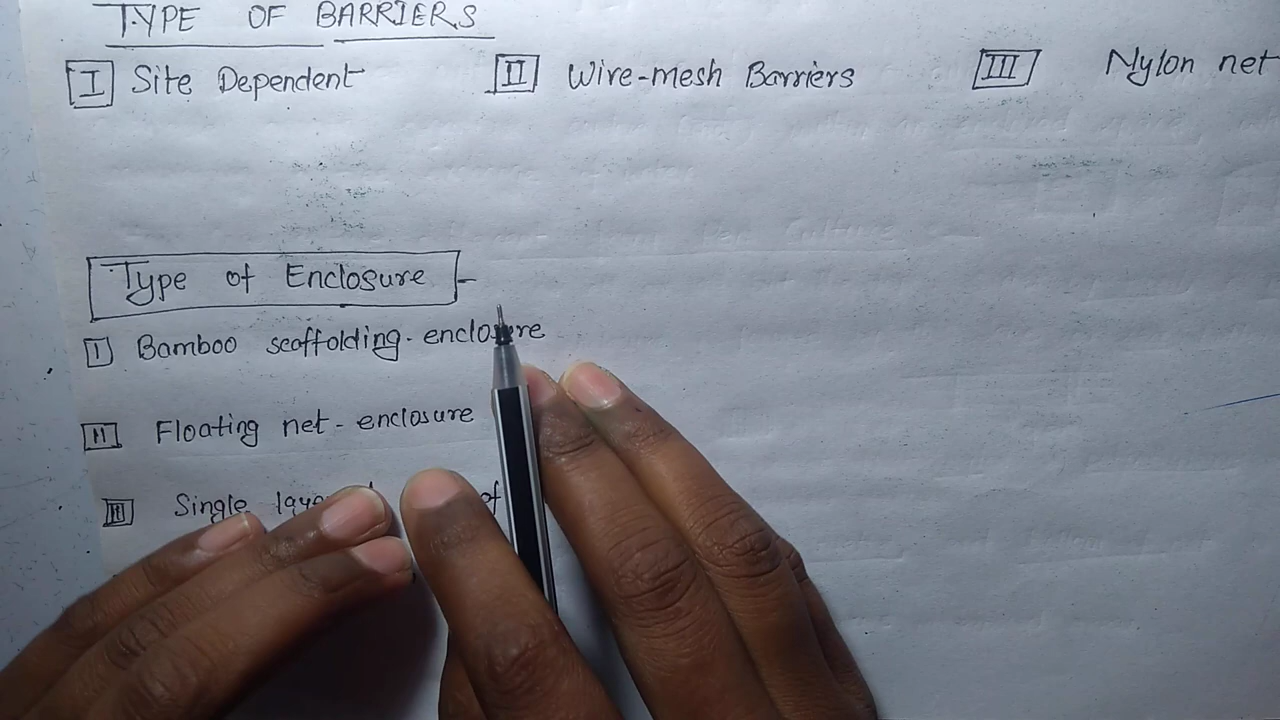 TYPE OF BARRIERS
I Site Dependent II Wire-mesh Barriers III Nylon net
Type of Enclosure -
I Bamboo scaffolding. enclosure
II Floating net - enclosure
III Single of